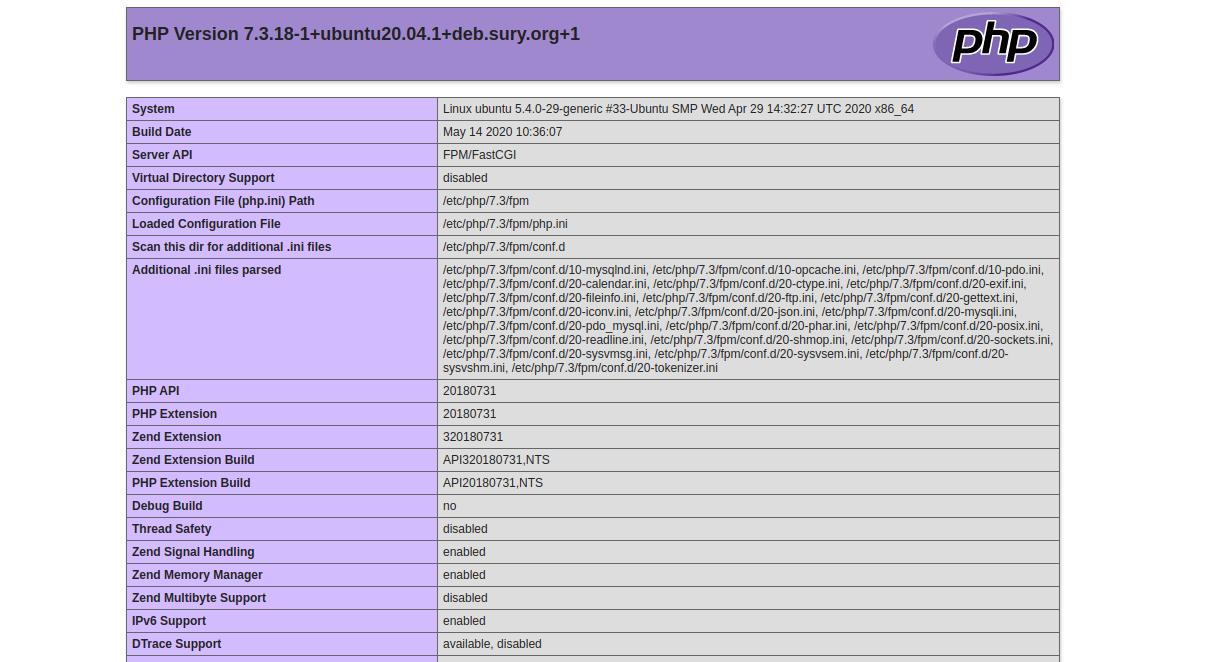 PHP Version 7.3.18-1+ubuntu20.04.1+deb.sury.org+1
php
System Linux ubuntu 5.4.0-29-generic #33-Ubuntu SMP Wed Apr 29 14:32:27 UTC 2020 x86_64
Build Date May 14 2020 10:36:07
Server API FPM/FastCGI
Virtual Directory Support disabled
Configuration File (php.ini) Path /etc/php/7.3/fpm
Loaded Configuration File /etc/php/7.3/fpm/php.ini
Scan this dir for additional .ini files /etc/php/7.3/fpm/conf.d
Additional .ini files parsed /etc/php/7.3/fpm/conf.d/10-mysqlnd.ini, /etc/php/7.3/fpm/conf.d/10-opcache.ini, /etc/php/7.3/fpm/conf.d/10-pdo.ini,
/etc/php/7.3/fpm/conf.d/20-calendar.ini, /etc/php/7.3/fpm/conf.d/20-ctype.ini, /etc/php/7.3/fpm/conf.d/20-exif.ini,
/etc/php/7.3/fpm/conf.d/20-fileinfo.ini, /etc/php/7.3/fpm/conf.d/20-ftp.ini, /etc/php/7.3/fpm/conf.d/20-gettext.ini,
/etc/php/7.3/fpm/conf.d/20-iconv.ini, /etc/php/7.3/fpm/conf.d/20-json.ini, /etc/php/7.3/fpm/conf.d/20-mysqli.ini,
/etc/php/7.3/fpm/conf.d/20-pdo_mysql.ini, /etc/php/7.3/fpm/conf.d/20-phar.ini, /etc/php/7.3/fpm/conf.d/20-posix.ini,
/etc/php/7.3/fpm/conf.d/20-readline.ini, /etc/php/7.3/fpm/conf.d/20-shmop.ini, /etc/php/7.3/fpm/conf.d/20-sockets.ini,
/etc/php/7.3/fpm/conf.d/20-sysvmsg.ini, /etc/php/7.3/fpm/conf.d/20-sysvsem.ini, /etc/php/7.3/fpm/conf.d/20-
sysvshm.ini, /etc/php/7.3/fpm/conf.d/20-tokenizer.ini
PHP API 20180731
PHP Extension 20180731
Zend Extension 320180731
Zend Extension Build API320180731,NTS
PHP Extension Build API20180731,NTS
Debug Build no
Thread Safety disabled
Zend Signal Handling enabled
Zend Memory Manager enabled
Zend Multibyte Support disabled
IPv6 Support enabled
DTrace Support available, disabled